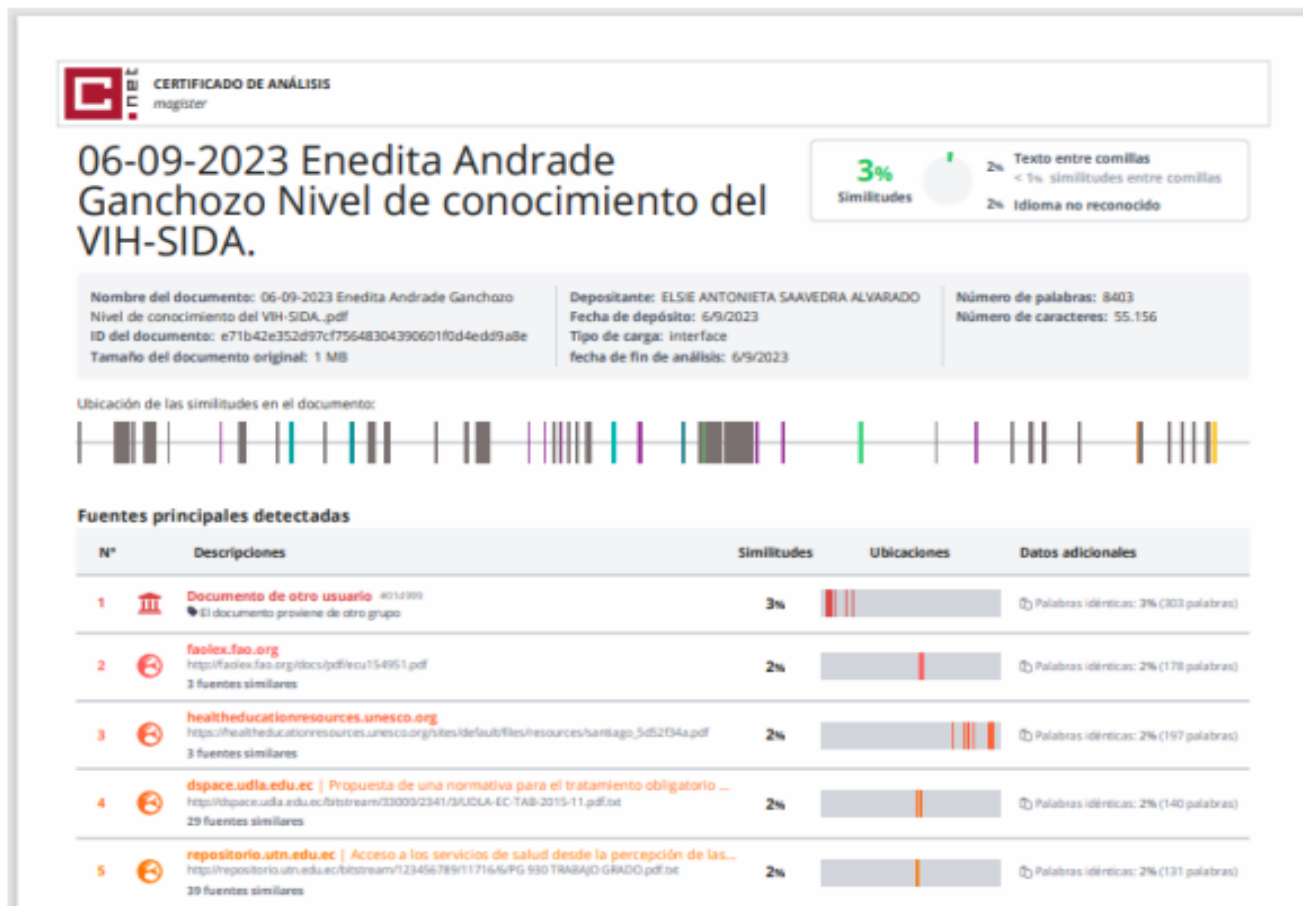 C
.net
CERTIFICADO DE ANÁLISIS
magister
06-09-2023 Enedita Andrade
Ganchozo Nivel de conocimiento del
VIH-SIDA.
3%
Similitudes
2% Texto entre comillas
< 1% similitudes entre comillas
2% Idioma no reconocido
Nombre del documento: 06-09-2023 Enedita Andrade Ganchozo
Nivel de conocimiento del VIH-SIDA..pdf
ID del documento: e71b42e352d97cf75648304390601f0d4edd9a8e
Tamaño del documento original: 1 MB
Depositante: ELSIE ANTONIETA SAAVEDRA ALVARADO
Fecha de depósito: 6/9/2023
Tipo de carga: interface
fecha de fin de análisis: 6/9/2023
Número de palabras: 8403
Número de caracteres: 55.156
Ubicación de las similitudes en el documento:
Fuentes principales detectadas
N° Descripciones Similitudes Ubicaciones Datos adicionales
1 Documento de otro usuario 3% Palabras idénticas: 3% (303 palabras)
El documento proviene de otro grupo
2 faolex.fao.org 2% Palabras idénticas: 2% (178 palabras)
http://faolex.fao.org/docs/pdf/ecu154951.pdf
3 fuentes similares
3 healtheducationresources.unesco.org 2% Palabras idénticas: 2% (197 palabras)
https://healtheducationresources.unesco.org/sites/default/files/resources/santiago_5d52f34a.pdf
3 fuentes similares
4 dspace.udla.edu.ec | Propuesta de una normativa para el tratamiento obligatorio ... 2% Palabras idénticas: 2% (140 palabras)
http://dspace.udla.edu.ec/bitstream/33000/2341/3/UDLA-EC-TAB-2015-11.pdf.txt
29 fuentes similares
5 repositorio.utn.edu.ec | Acceso a los servicios de salud desde la percepción de las... 2% Palabras idénticas: 2% (131 palabras)
http://repositorio.utn.edu.ec/bitstream/123456789/11716/6/PG 930 TRABAJO GRADO.pdf.txt
39 fuentes similares